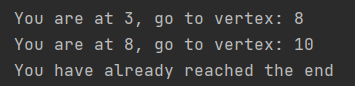 You are at 3, go to vertex: 8
You are at 8, go to vertex: 10
You have already reached the end